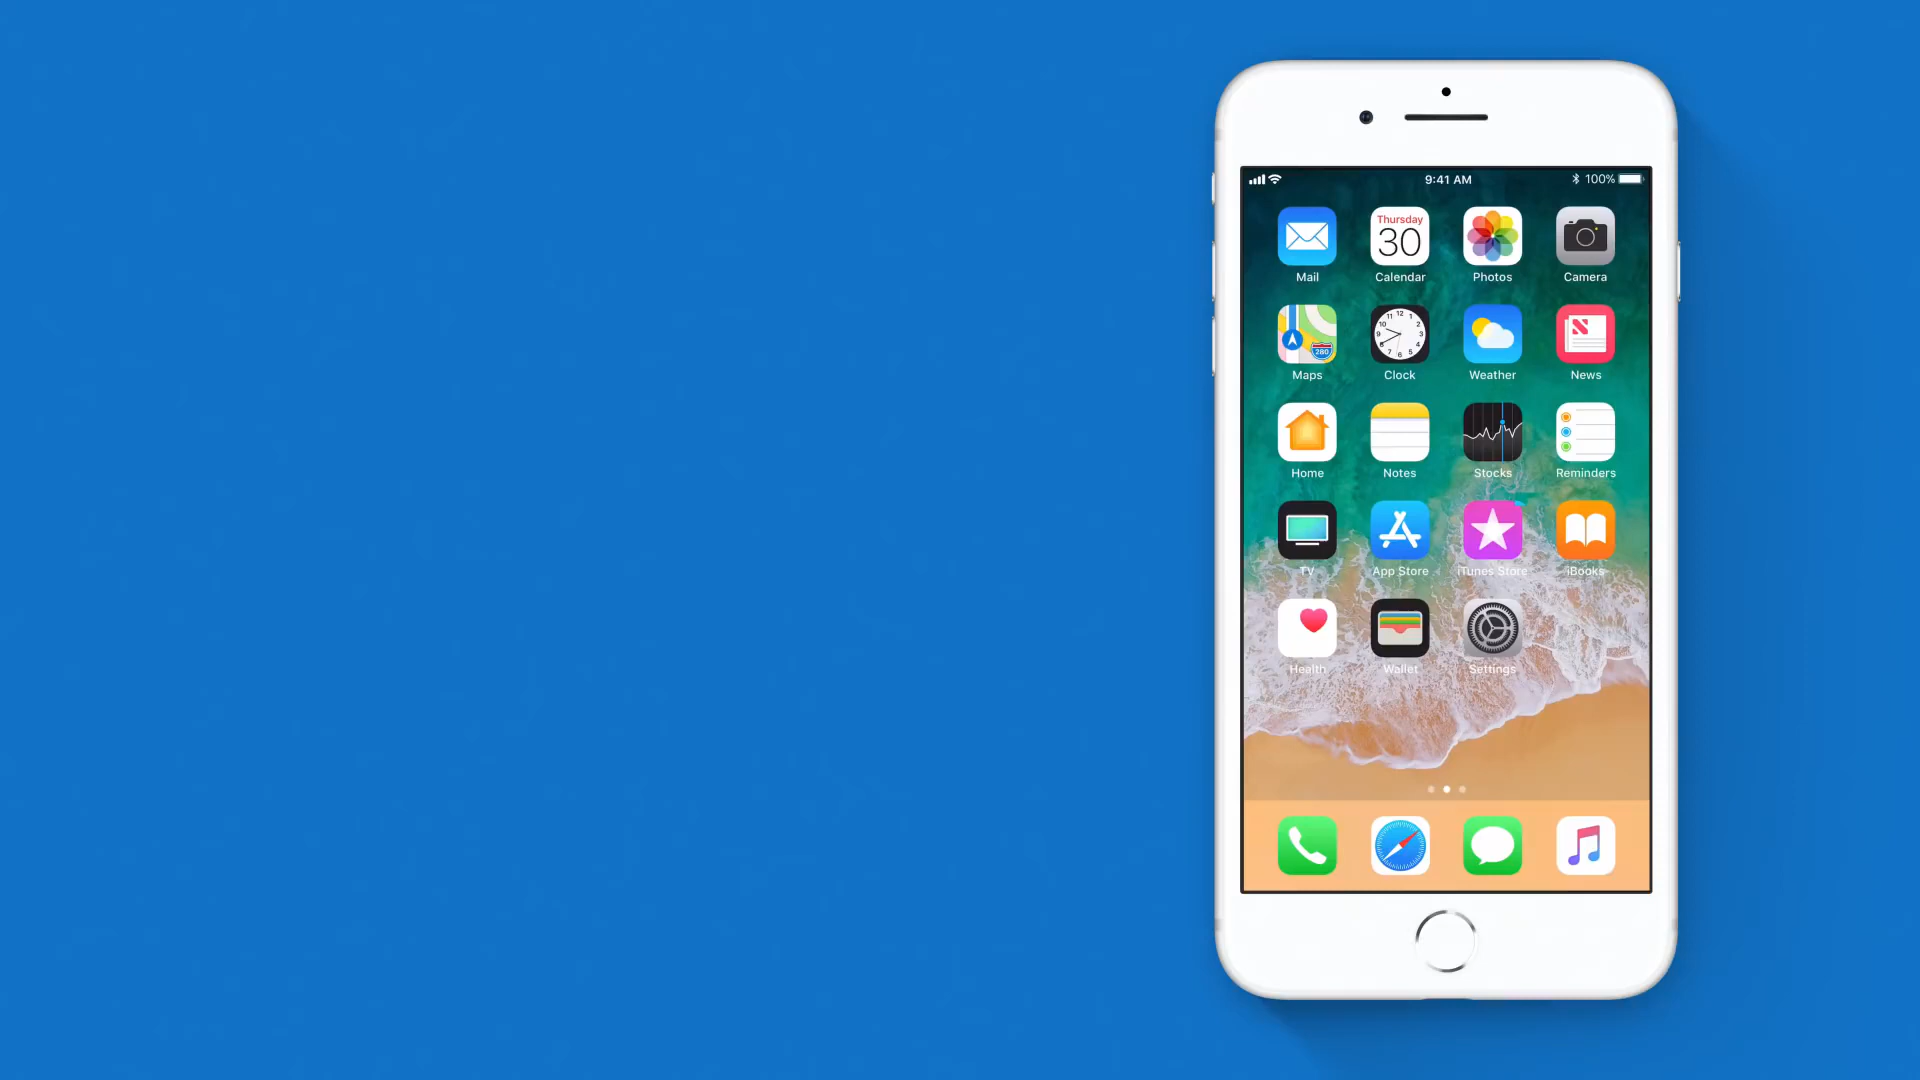 9:41 AM
100%
Thursday
30
Mail
Calendar
Photos
Camera
280
Maps
Clock
Weather
News
Home
Notes
Stocks
Reminders
TV
App Store
iTunes Store
iBooks
Health
Wallet
Settings